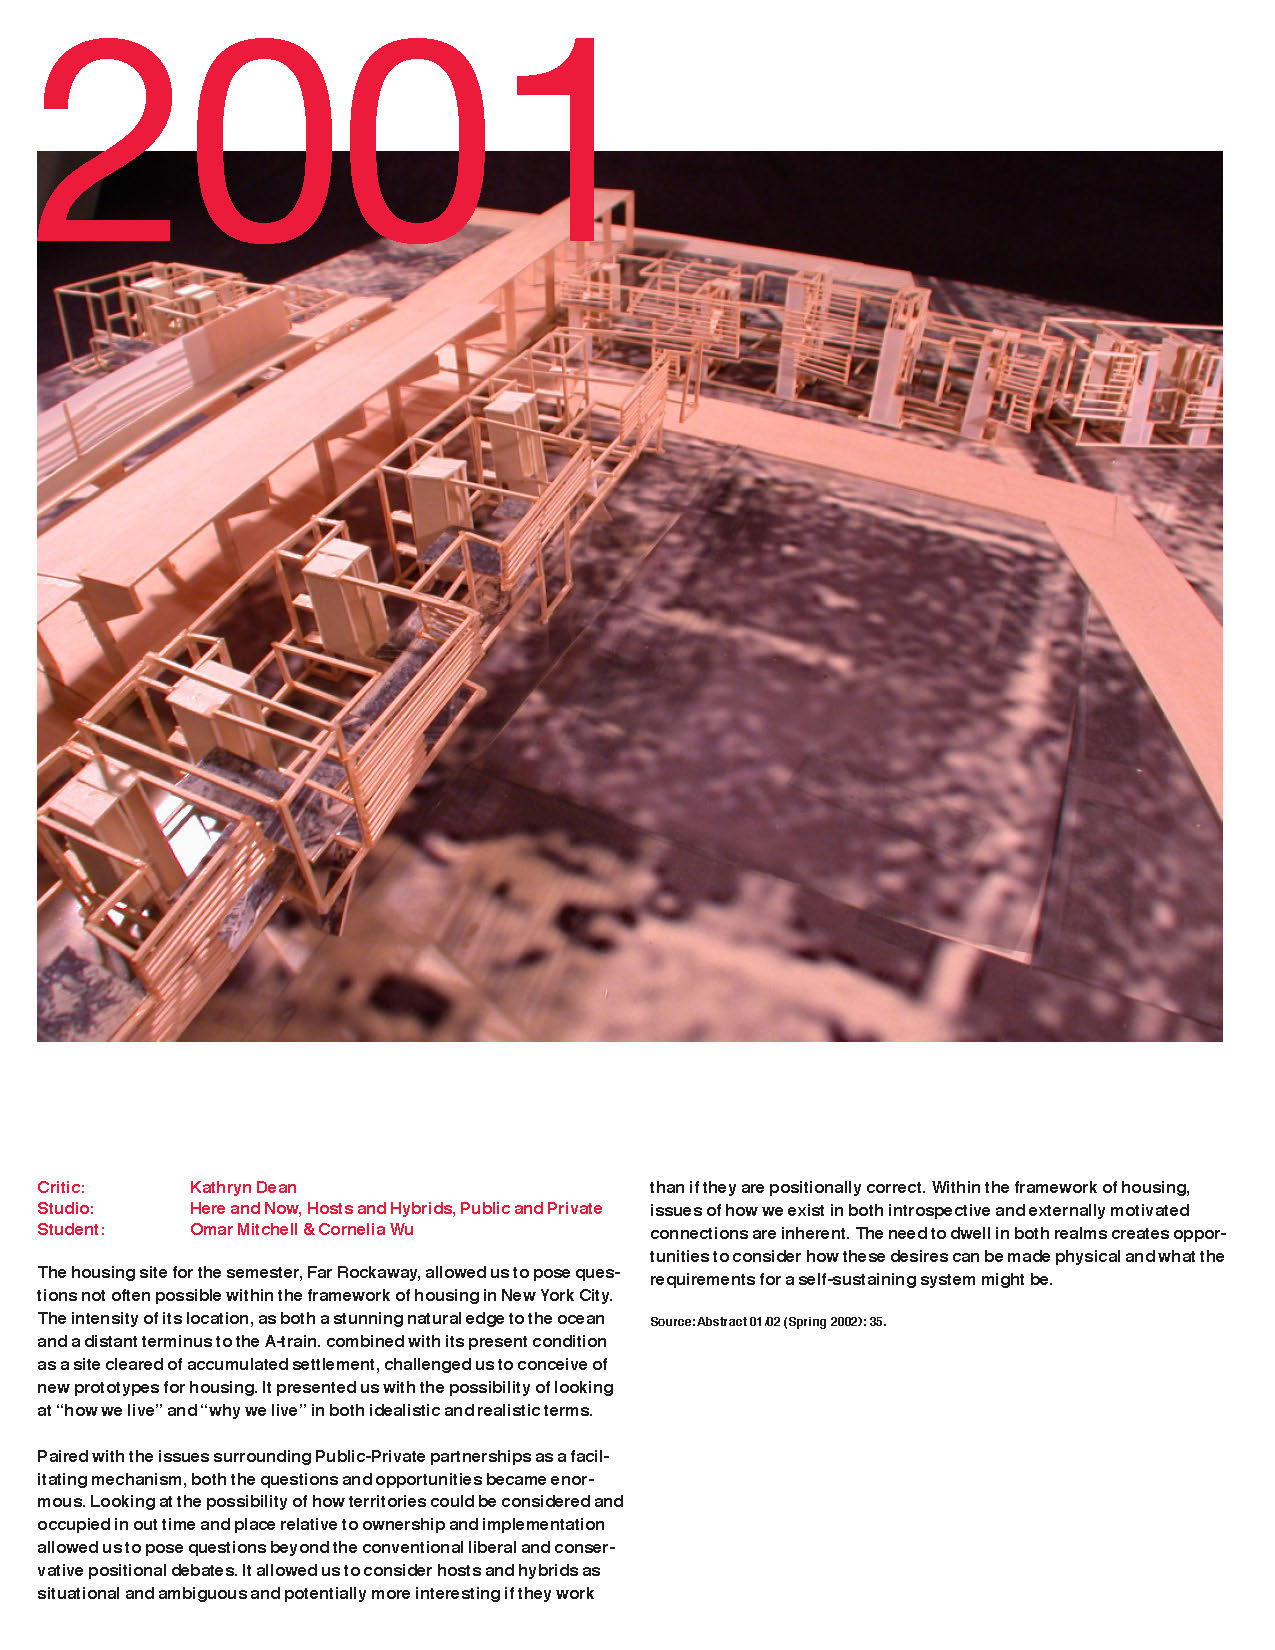 2001
Critic: Kathryn Dean
Studio: Here and Now, Hosts and Hybrids, Public and Private
Student: Omar Mitchell & Cornelia Wu
The housing site for the semester, Far Rockaway, allowed us to pose ques-
tions not often possible within the framework of housing in New York City.
The intensity of its location, as both a stunning natural edge to the ocean
and a distant terminus to the A-train. combined with its present condition
as a site cleared of accumulated settlement, challenged us to conceive of
new prototypes for housing. It presented us with the possibility of looking
at “how we live” and “why we live” in both idealistic and realistic terms.
Paired with the issues surrounding Public-Private partnerships as a facil-
itating mechanism, both the questions and opportunities became enor-
mous. Looking at the possibility of how territories could be considered and
occupied in out time and place relative to ownership and implementation
allowed us to pose questions beyond the conventional liberal and conser-
vative positional debates. It allowed us to consider hosts and hybrids as
situational and ambiguous and potentially more interesting if they work
than if they are positionally correct. Within the framework of housing,
issues of how we exist in both introspective and externally motivated
connections are inherent. The need to dwell in both realms creates oppor-
tunities to consider how these desires can be made physical and what the
requirements for a self-sustaining system might be.
Source: Abstract 01/02 (Spring 2002): 35.